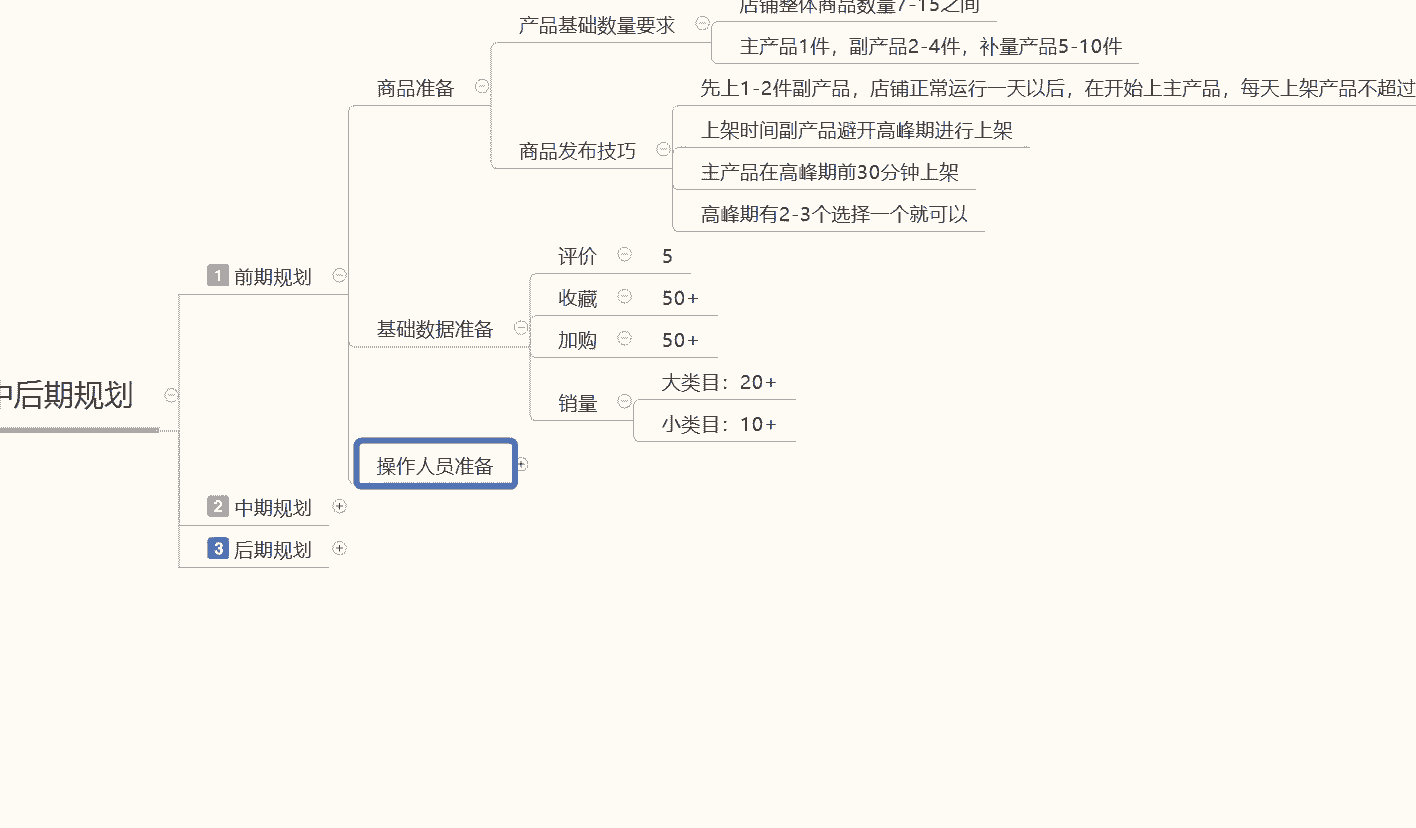 店铺整体商品数量7-15之间
产品基础数量要求
主产品1件，副产品2-4件，补量产品5-10件
商品准备
先上1-2件副产品，店铺正常运行一天以后，在开始上主产品，每天上架产品不超过
上架时间副产品避开高峰期进行上架
商品发布技巧
主产品在高峰期前30分钟上架
高峰期有2-3个选择一个就可以
1 前期规划
评价 5
收藏 50+
基础数据准备
加购 50+
大类目：20+
销量
小类目：10+
中后期规划
操作人员准备
2 中期规划
3 后期规划